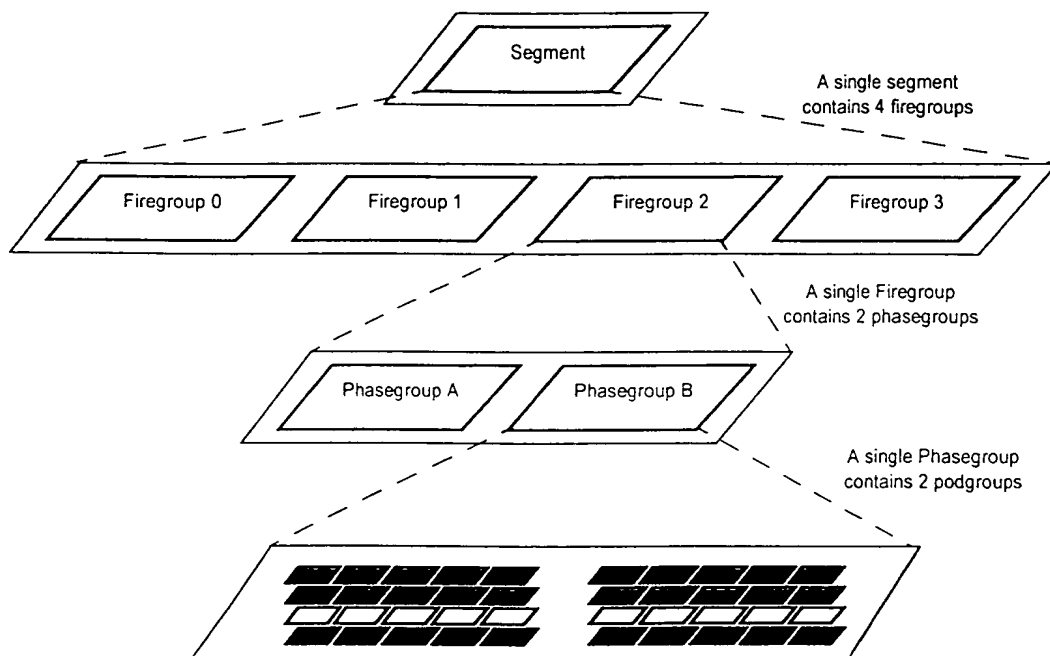 Segment
A single segment
contains 4 firegroups
Firegroup 0
Firegroup 1
Firegroup 2
Firegroup 3
A single Firegroup
contains 2 phasegroups
Phasegroup A
Phasegroup B
A single Phasegroup
contains 2 podgroups